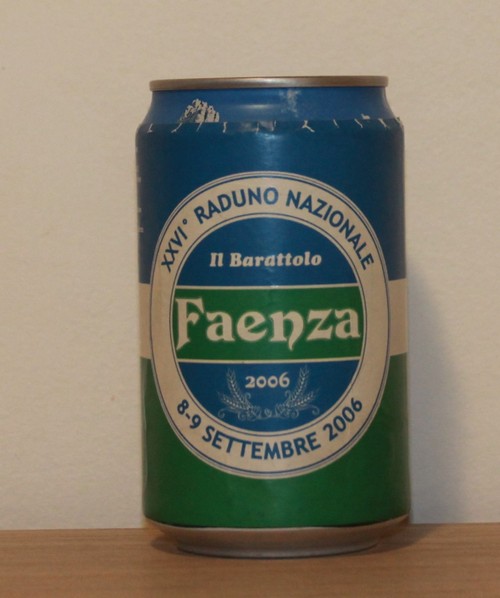 XXVI° RADUNO NAZIONALE
Il Barattolo
Faenza
2006
8-9 SETTEMBRE 2006